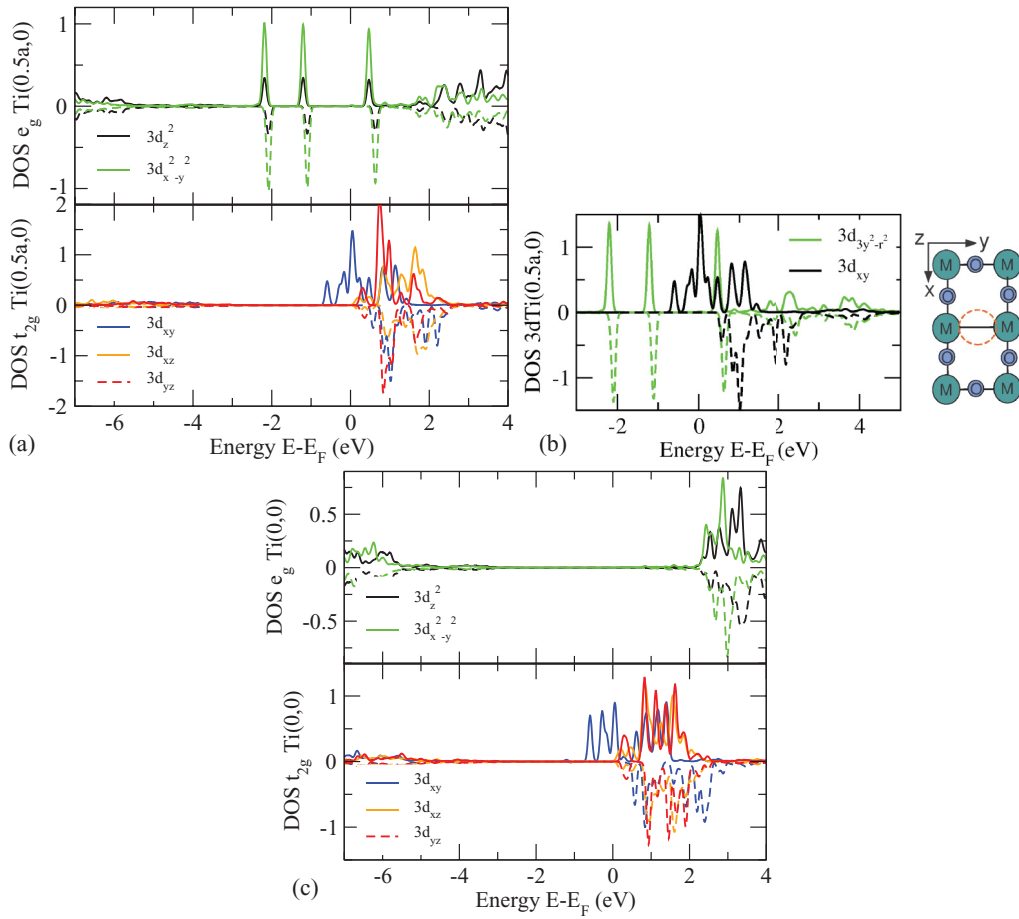 DOS e_g Ti(0.5a,0)
1
0
-1
3d_z^2
3d_x^2-y^2
DOS t_2g Ti(0.5a,0)
2
1
0
-1
-2
3d_xy
3d_xz
3d_yz
-6 -4 -2 0 2 4
Energy E-E_F (eV)
(a)
DOS 3dTi(0.5a,0)
1
0
-1
3d_3y^2-r^2
3d_xy
-2 0 2 4
Energy E-E_F (eV)
(b)
z y
x
M O M
O O
M M
O O
M O M
DOS e_g Ti(0,0)
0.5
0
-0.5
3d_z^2
3d_x^2-y^2
DOS t_2g Ti(0,0)
1
0
-1
3d_xy
3d_xz
3d_yz
-6 -4 -2 0 2 4
Energy E-E_F (eV)
(c)